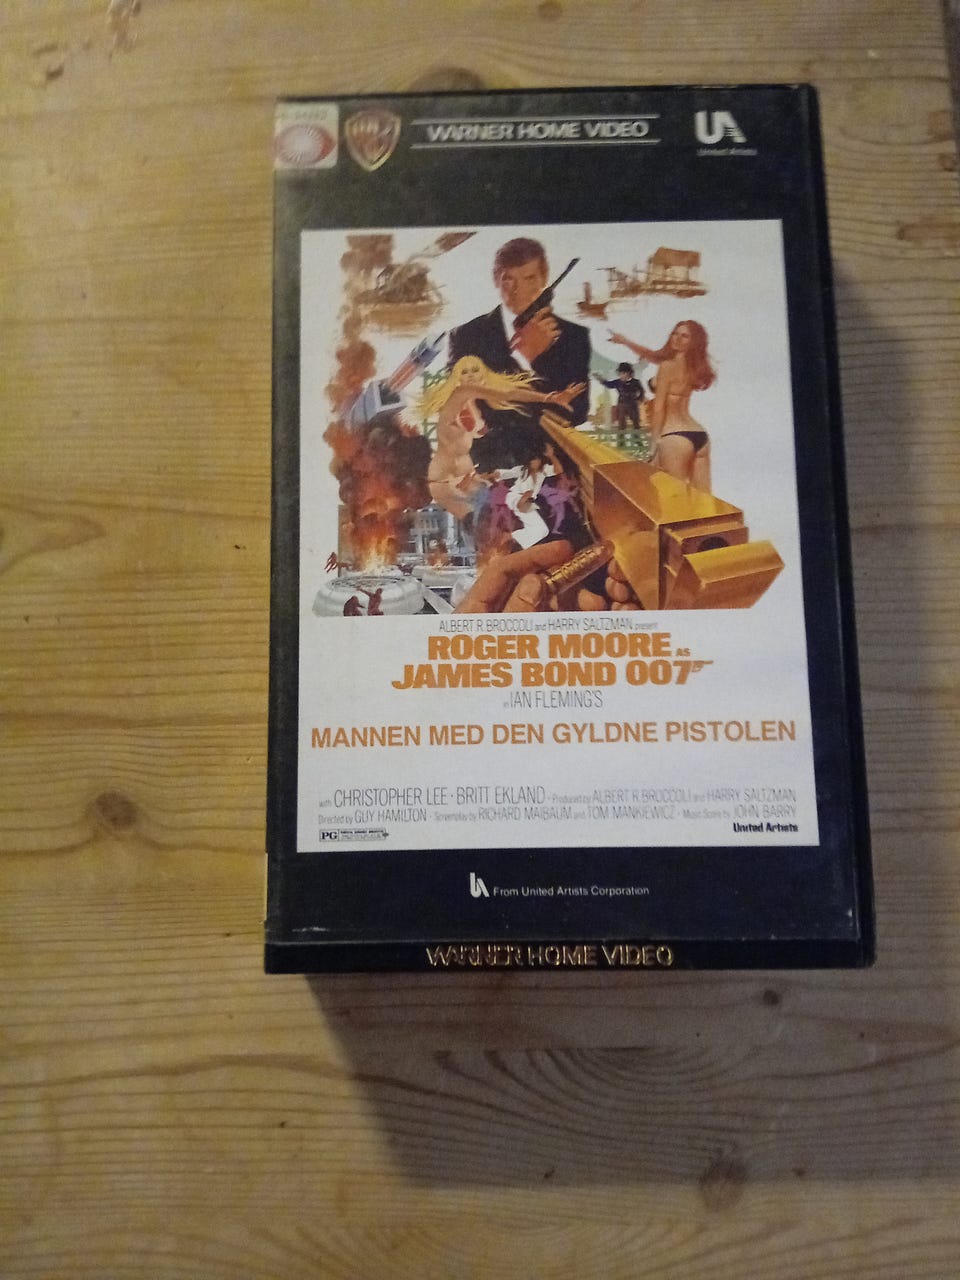 WARNER HOME VIDEO
UA
United Artists
ALBERT R. BROCCOLI and HARRY SALTZMAN present
ROGER MOORE AS
JAMES BOND 007
in IAN FLEMING'S
MANNEN MED DEN GYLDNE PISTOLEN
with CHRISTOPHER LEE · BRITT EKLAND · Produced by ALBERT R. BROCCOLI and HARRY SALTZMAN
Directed by GUY HAMILTON · Screenplay by RICHARD MAIBAUM and TOM MANKIEWICZ · Music Score by JOHN BARRY
PG
United Artists
From United Artists Corporation
WARNER HOME VIDEO